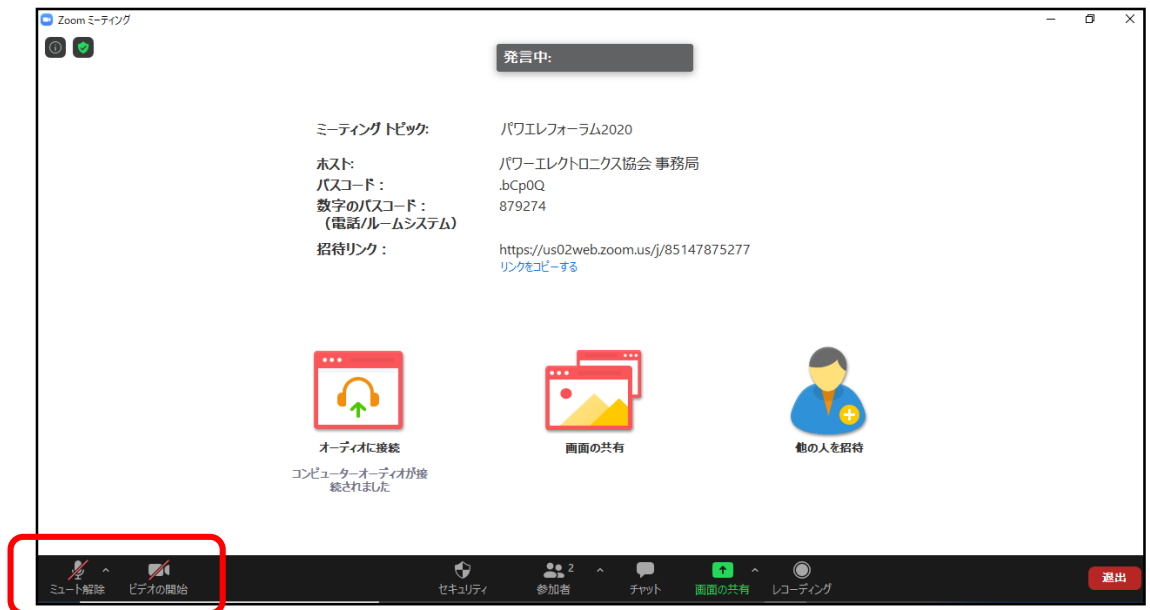 Zoom ミーティング
発言中:
ミーティング トピック: パワエレフォーラム2020
ホスト: パワーエレクトロニクス協会 事務局
パスコード： .bCp0Q
数字のパスコード： 879274
（電話/ルームシステム）
招待リンク： https://us02web.zoom.us/j/85147875277
リンクをコピーする
オーディオに接続 画面の共有 他の人を招待
コンピューターオーディオが接
続されました
2
ミュート解除 ビデオの開始 セキュリティ 参加者 チャット 画面の共有 レコーディング 退出